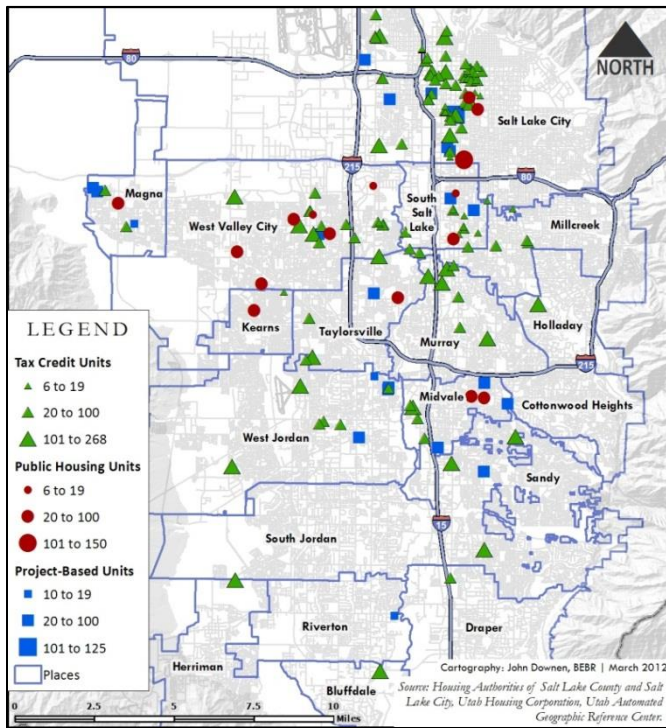 80
NORTH
Salt Lake City
215
80
Magna
South
Salt
Lake
West Valley City
Millcreek
LEGEND
Kearns
Taylorsville
Holladay
Murray
Tax Credit Units
6 to 19
20 to 100
101 to 268
215
Midvale
Cottonwood Heights
West Jordan
Public Housing Units
6 to 19
20 to 100
101 to 150
Sandy
15
South Jordan
Project-Based Units
10 to 19
20 to 100
101 to 125
Places
Riverton
Draper
Herriman
Bluffdale
Cartography: John Downen, BEBR | March 2012
Source: Housing Authorities of Salt Lake County and Salt
Lake City, Utah Housing Corporation, Utah Automated
Geographic Reference Center.
0 2.5 5 10
Miles